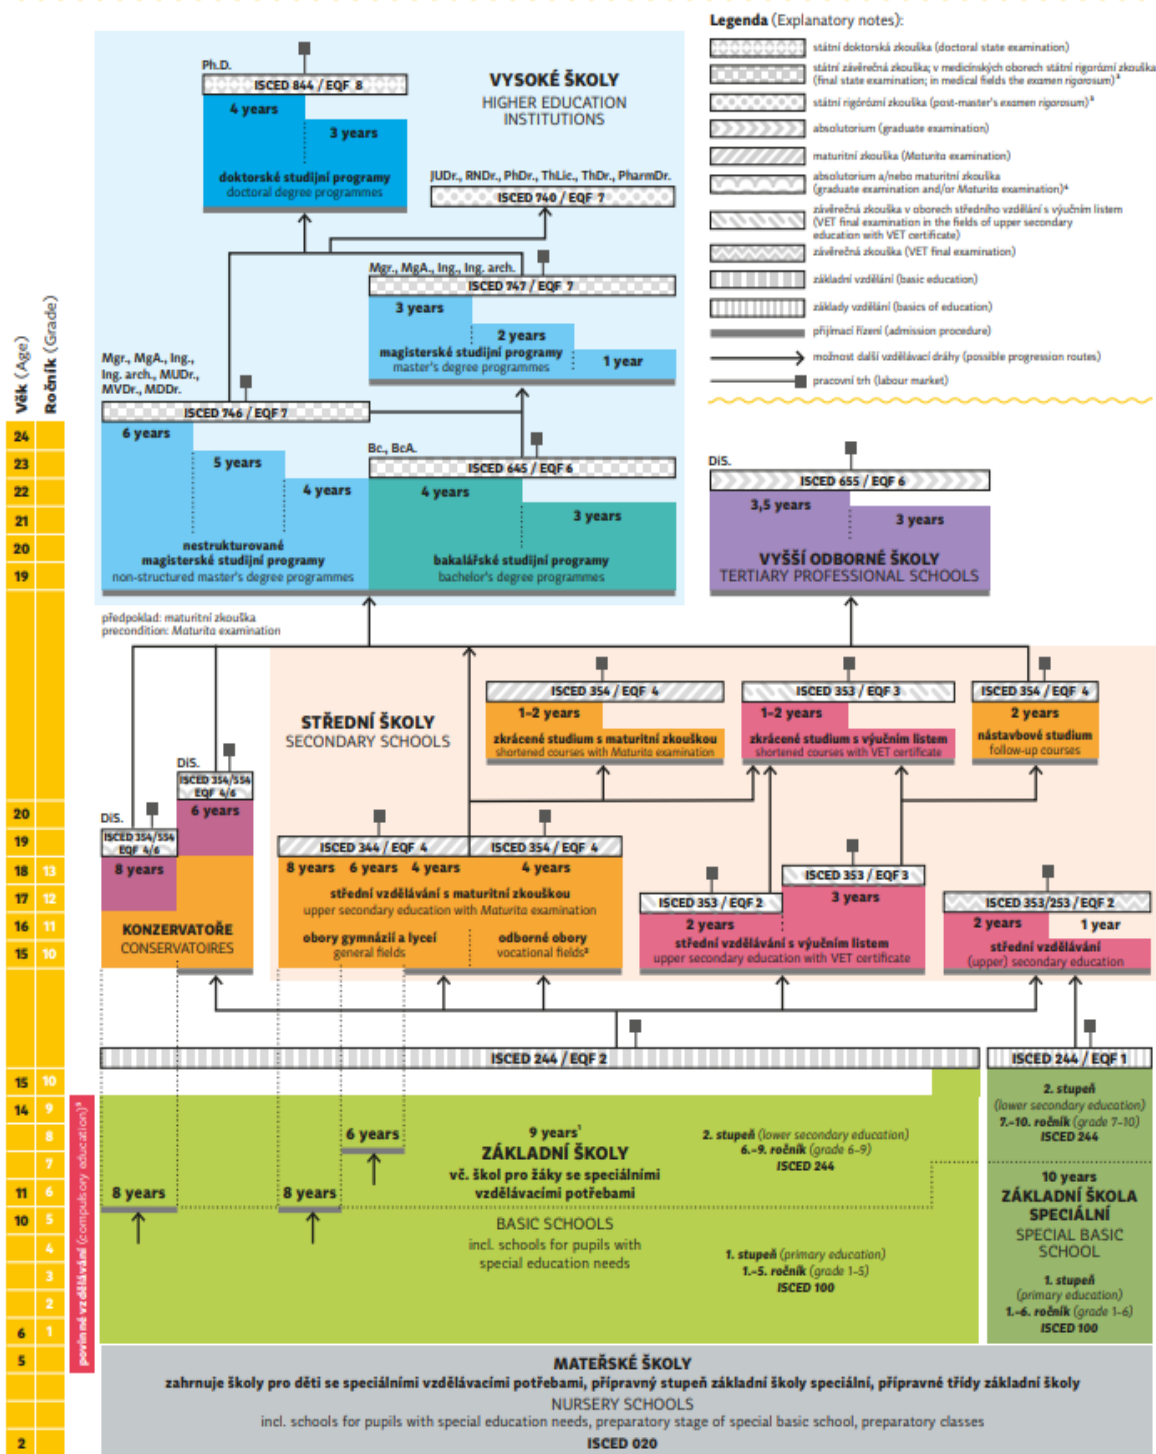 Legenda (Explanatory notes):
státní doktorská zkouška (doctoral state examination)
státní závěrečná zkouška; v medicínských oborech státní rigorózní zkouška
(final state examination; in medical fields the examen rigorosum)³
státní rigórózní zkouška (post-master's examen rigorosum)⁵
absolutorium (graduate examination)
maturitní zkouška (Maturita examination)
absolutorium a/nebo maturitní zkouška
(graduate examination and/or Maturita examination)⁴
závěrečná zkouška v oborech středního vzdělání s výučním listem
(VET final examination in the fields of upper secondary
education with VET certificate)
závěrečná zkouška (VET final examination)
základní vzdělání (basic education)
základy vzdělání (basics of education)
přijímací řízení (admission procedure)
možnost další vzdělávací dráhy (possible progression routes)
pracovní trh (labour market)
VYSOKÉ ŠKOLY
HIGHER EDUCATION
INSTITUTIONS
Ph.D.
ISCED 844 / EQF 8
4 years
3 years
doktorské studijní programy
doctoral degree programmes
JUDr., RNDr., PhDr., ThLic., ThDr., PharmDr.
ISCED 740 / EQF 7
Mgr., MgA., Ing., Ing. arch.
ISCED 747 / EQF 7
3 years
2 years
1 year
magisterské studijní programy
master's degree programmes
Mgr., MgA., Ing.,
Ing. arch., MUDr.,
MVDr., MDDr.
ISCED 746 / EQF 7
6 years
5 years
4 years
nestrukturované
magisterské studijní programy
non-structured master's degree programmes
Bc., BcA.
ISCED 645 / EQF 6
4 years
3 years
bakalářské studijní programy
bachelor's degree programmes
DiS.
ISCED 655 / EQF 6
3,5 years
3 years
VYŠŠÍ ODBORNÉ ŠKOLY
TERTIARY PROFESSIONAL SCHOOLS
předpoklad: maturitní zkouška
precondition: Maturita examination
STŘEDNÍ ŠKOLY
SECONDARY SCHOOLS
ISCED 354 / EQF 4
1–2 years
zkrácené studium s maturitní zkouškou
shortened courses with Maturita examination
ISCED 353 / EQF 3
1–2 years
zkrácené studium s výučním listem
shortened courses with VET certificate
ISCED 354 / EQF 4
2 years
nástavbové studium
follow-up courses
DiS.
ISCED 354/554
EQF 4/6
6 years
DiS.
ISCED 354/554
EQF 4/6
8 years
KONZERVATOŘE
CONSERVATOIRES
ISCED 344 / EQF 4
8 years 6 years 4 years
ISCED 354 / EQF 4
4 years
střední vzdělávání s maturitní zkouškou
upper secondary education with Maturita examination
obory gymnázií a lyceí
general fields
odborné obory
vocational fields²
ISCED 353 / EQF 2
2 years
ISCED 353 / EQF 3
3 years
střední vzdělávání s výučním listem
upper secondary education with VET certificate
ISCED 353/253 / EQF 2
2 years
1 year
střední vzdělávání
(upper) secondary education
ISCED 244 / EQF 2
ISCED 244 / EQF 1
8 years
8 years
6 years
9 years¹
ZÁKLADNÍ ŠKOLY
vč. škol pro žáky se speciálními
vzdělávacími potřebami
BASIC SCHOOLS
incl. schools for pupils with
special education needs
2. stupeň (lower secondary education)
6.–9. ročník (grade 6–9)
ISCED 244
1. stupeň (primary education)
1.–5. ročník (grade 1–5)
ISCED 100
2. stupeň
(lower secondary education)
7.–10. ročník (grade 7–10)
ISCED 244
10 years
ZÁKLADNÍ ŠKOLA
SPECIÁLNÍ
SPECIAL BASIC
SCHOOL
1. stupeň
(primary education)
1.–6. ročník (grade 1–6)
ISCED 100
MATEŘSKÉ ŠKOLY
zahrnuje školy pro děti se speciálními vzdělávacími potřebami, přípravný stupeň základní školy speciální, přípravné třídy základní školy
NURSERY SCHOOLS
incl. schools for pupils with special education needs, preparatory stage of special basic school, preparatory classes
ISCED 020
Věk (Age)
Ročník (Grade)
24
23
22
21
20
19
20
19
18 13
17 12
16 11
15 10
15 10
14 9
8
7
11 6
10 5
4
3
2
6 1
5
2
povinné vzdělávání (compulsory education)³